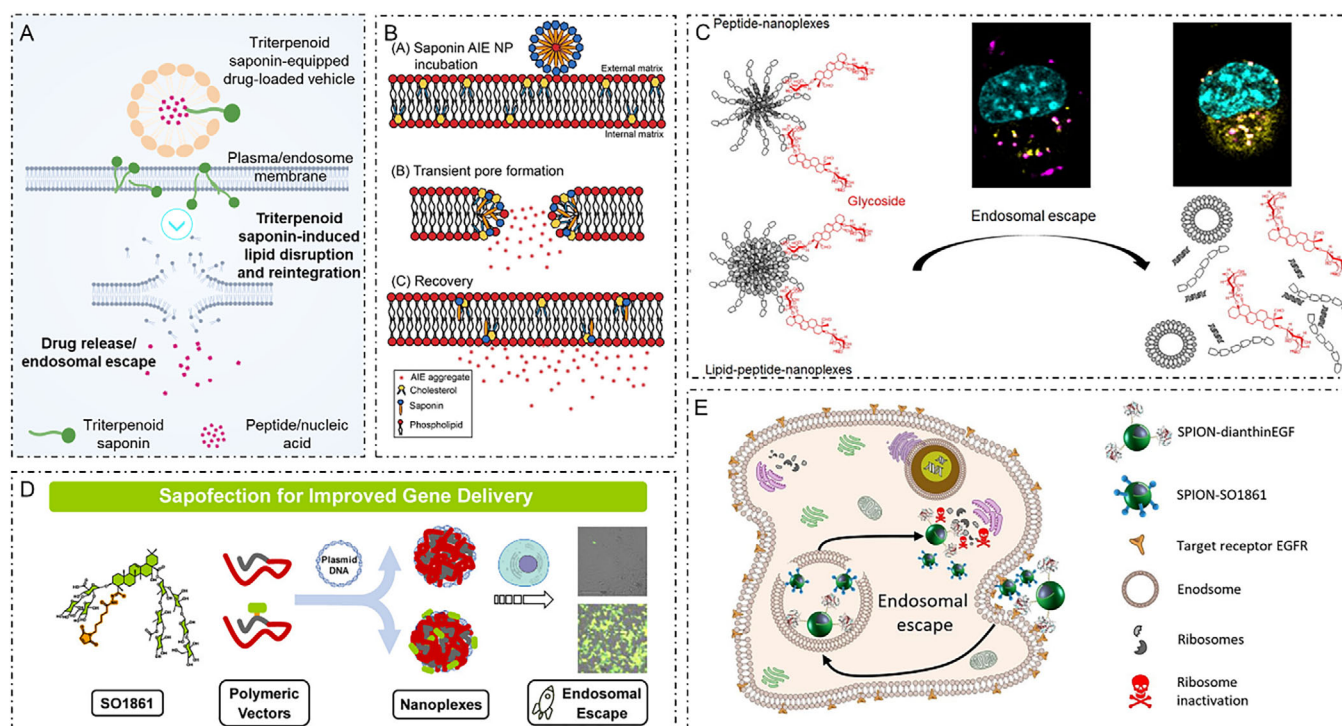 A
Triterpenoid
saponin-equipped
drug-loaded vehicle
Plasma/endosome
membrane
Triterpenoid
saponin-induced
lipid disruption
and reintegration
Drug release/
endosomal escape
Triterpenoid
saponin
Peptide/nucleic
acid
B
(A) Saponin AIE NP
incubation
External matrix
Internal matrix
(B) Transient pore formation
(C) Recovery
AIE aggregate
Cholesterol
Saponin
Phospholipid
C
Peptide-nanoplexes
Glycoside
Endosomal escape
Lipid-peptide-nanoplexes
D
Sapofection for Improved Gene Delivery
Plasmid
DNA
SO1861
Polymeric
Vectors
Nanoplexes
Endosomal
Escape
E
Endosomal
escape
SPION-dianthinEGF
SPION-SO1861
Target receptor EGFR
Enodsome
Ribosomes
Ribosome
inactivation